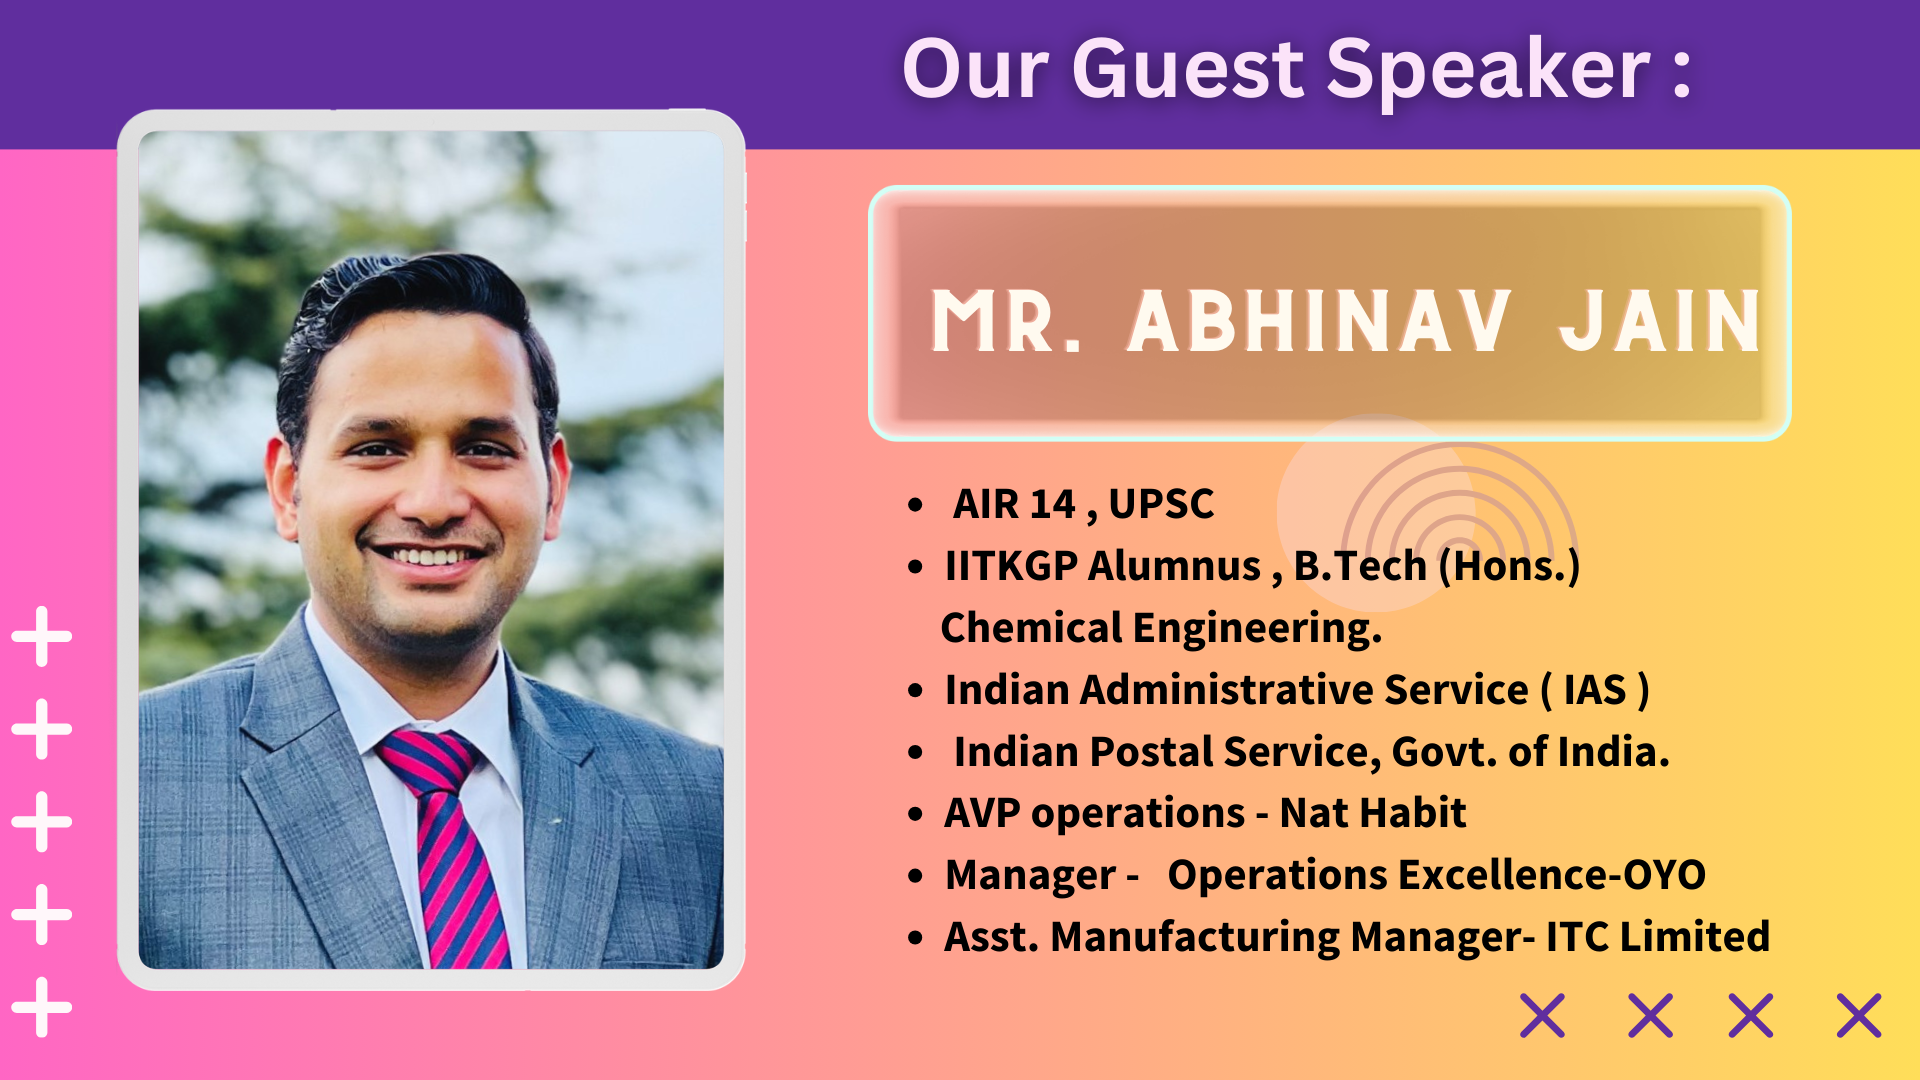 Our Guest Speaker :
MR. ABHINAV JAIN
• AIR 14 , UPSC
• IITKGP Alumnus , B.Tech (Hons.)
Chemical Engineering.
• Indian Administrative Service ( IAS )
• Indian Postal Service, Govt. of India.
• AVP operations - Nat Habit
• Manager - Operations Excellence-OYO
• Asst. Manufacturing Manager- ITC Limited